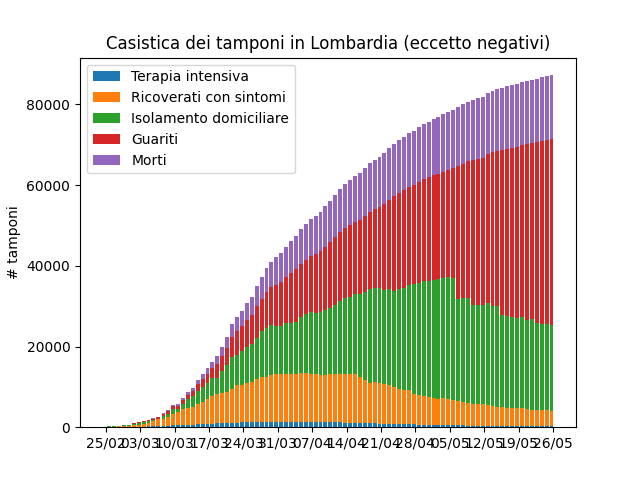 Casistica dei tamponi in Lombardia (eccetto negativi)
Terapia intensiva
Ricoverati con sintomi
Isolamento domiciliare
Guariti
Morti
# tamponi
80000
60000
40000
20000
0
25/02 03/03 10/03 17/03 24/03 31/03 07/04 14/04 21/04 28/04 05/05 12/05 19/05 26/05